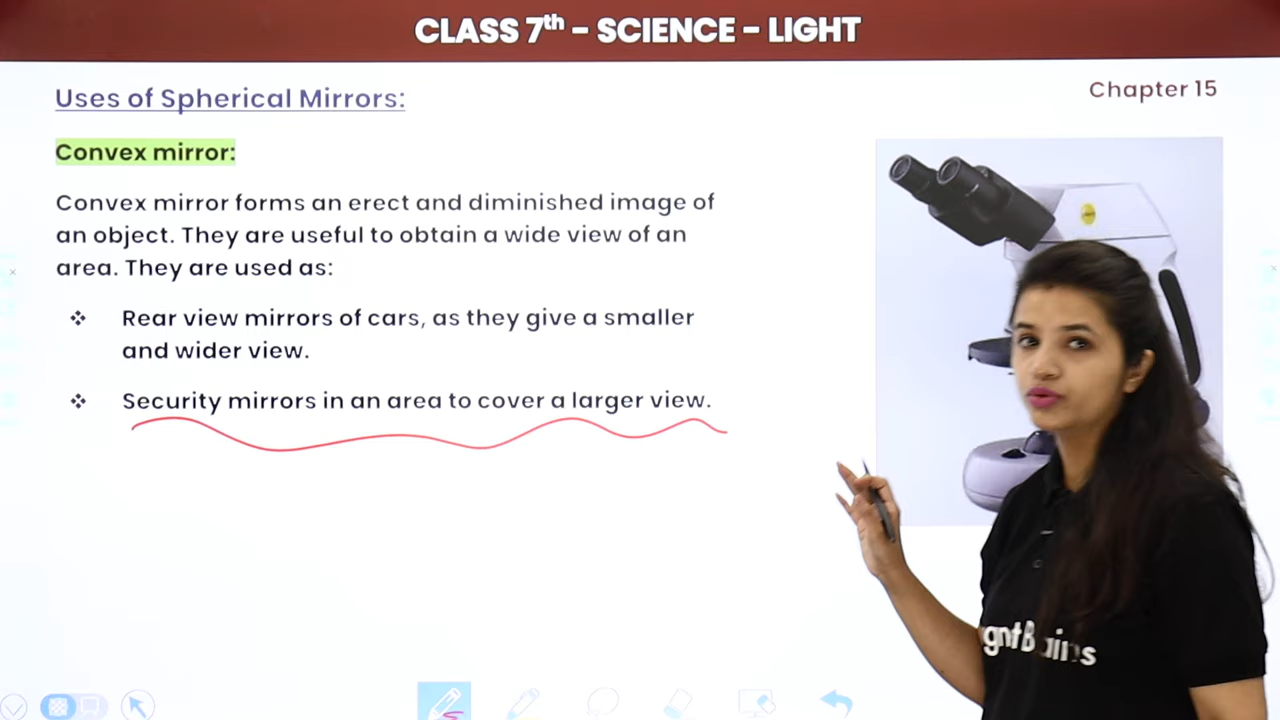 CLASS 7th - SCIENCE - LIGHT
Uses of Spherical Mirrors:
Chapter 15
Convex mirror:
Convex mirror forms an erect and diminished image of
an object. They are useful to obtain a wide view of an
area. They are used as:
❖ Rear view mirrors of cars, as they give a smaller
and wider view.
❖ Security mirrors in an area to cover a larger view.